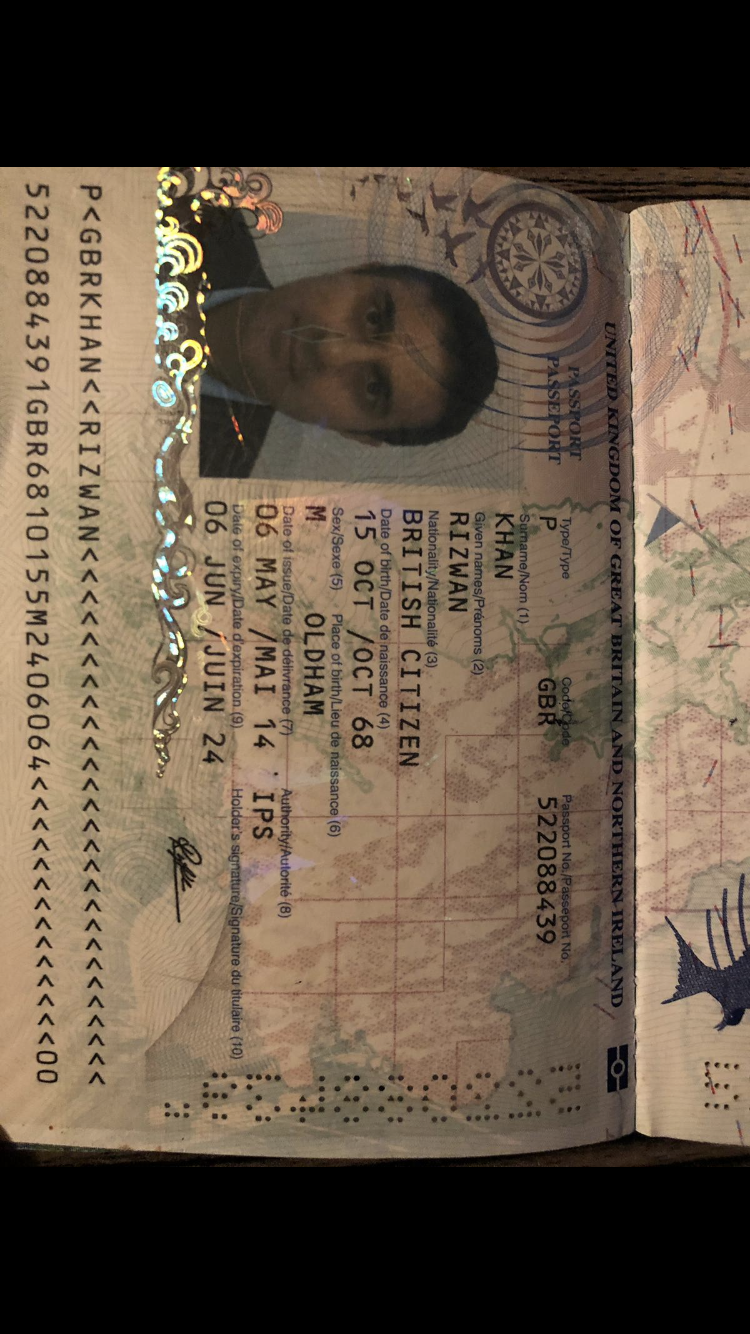 UNITED KINGDOM OF GREAT BRITAIN AND NORTHERN IRELAND
PASSPORT
PASSEPORT
Type/Type Code/Code Passport No./Passeport No.
P GBR 522088439
Surname/Nom (1)
KHAN
Given names/Prénoms (2)
RIZWAN
Nationality/Nationalité (3)
BRITISH CITIZEN
Date of birth/Date de naissance (4)
15 OCT /OCT 68
Sex/Sexe (5) Place of birth/Lieu de naissance (6)
M OLDHAM
Date of issue/Date de délivrance (7) Authority/Autorité (8)
06 MAY /MAI 14 IPS
Date of expiry/Date d'expiration (9) Holder's signature/Signature du titulaire (10)
06 JUN /JUIN 24
P<GBRKHAN<<RIZWAN<<<<<<<<<<<<<<<<<<<<<<<<<<<
5220884391GBR6810155M2406064<<<<<<<<<<<<<<00